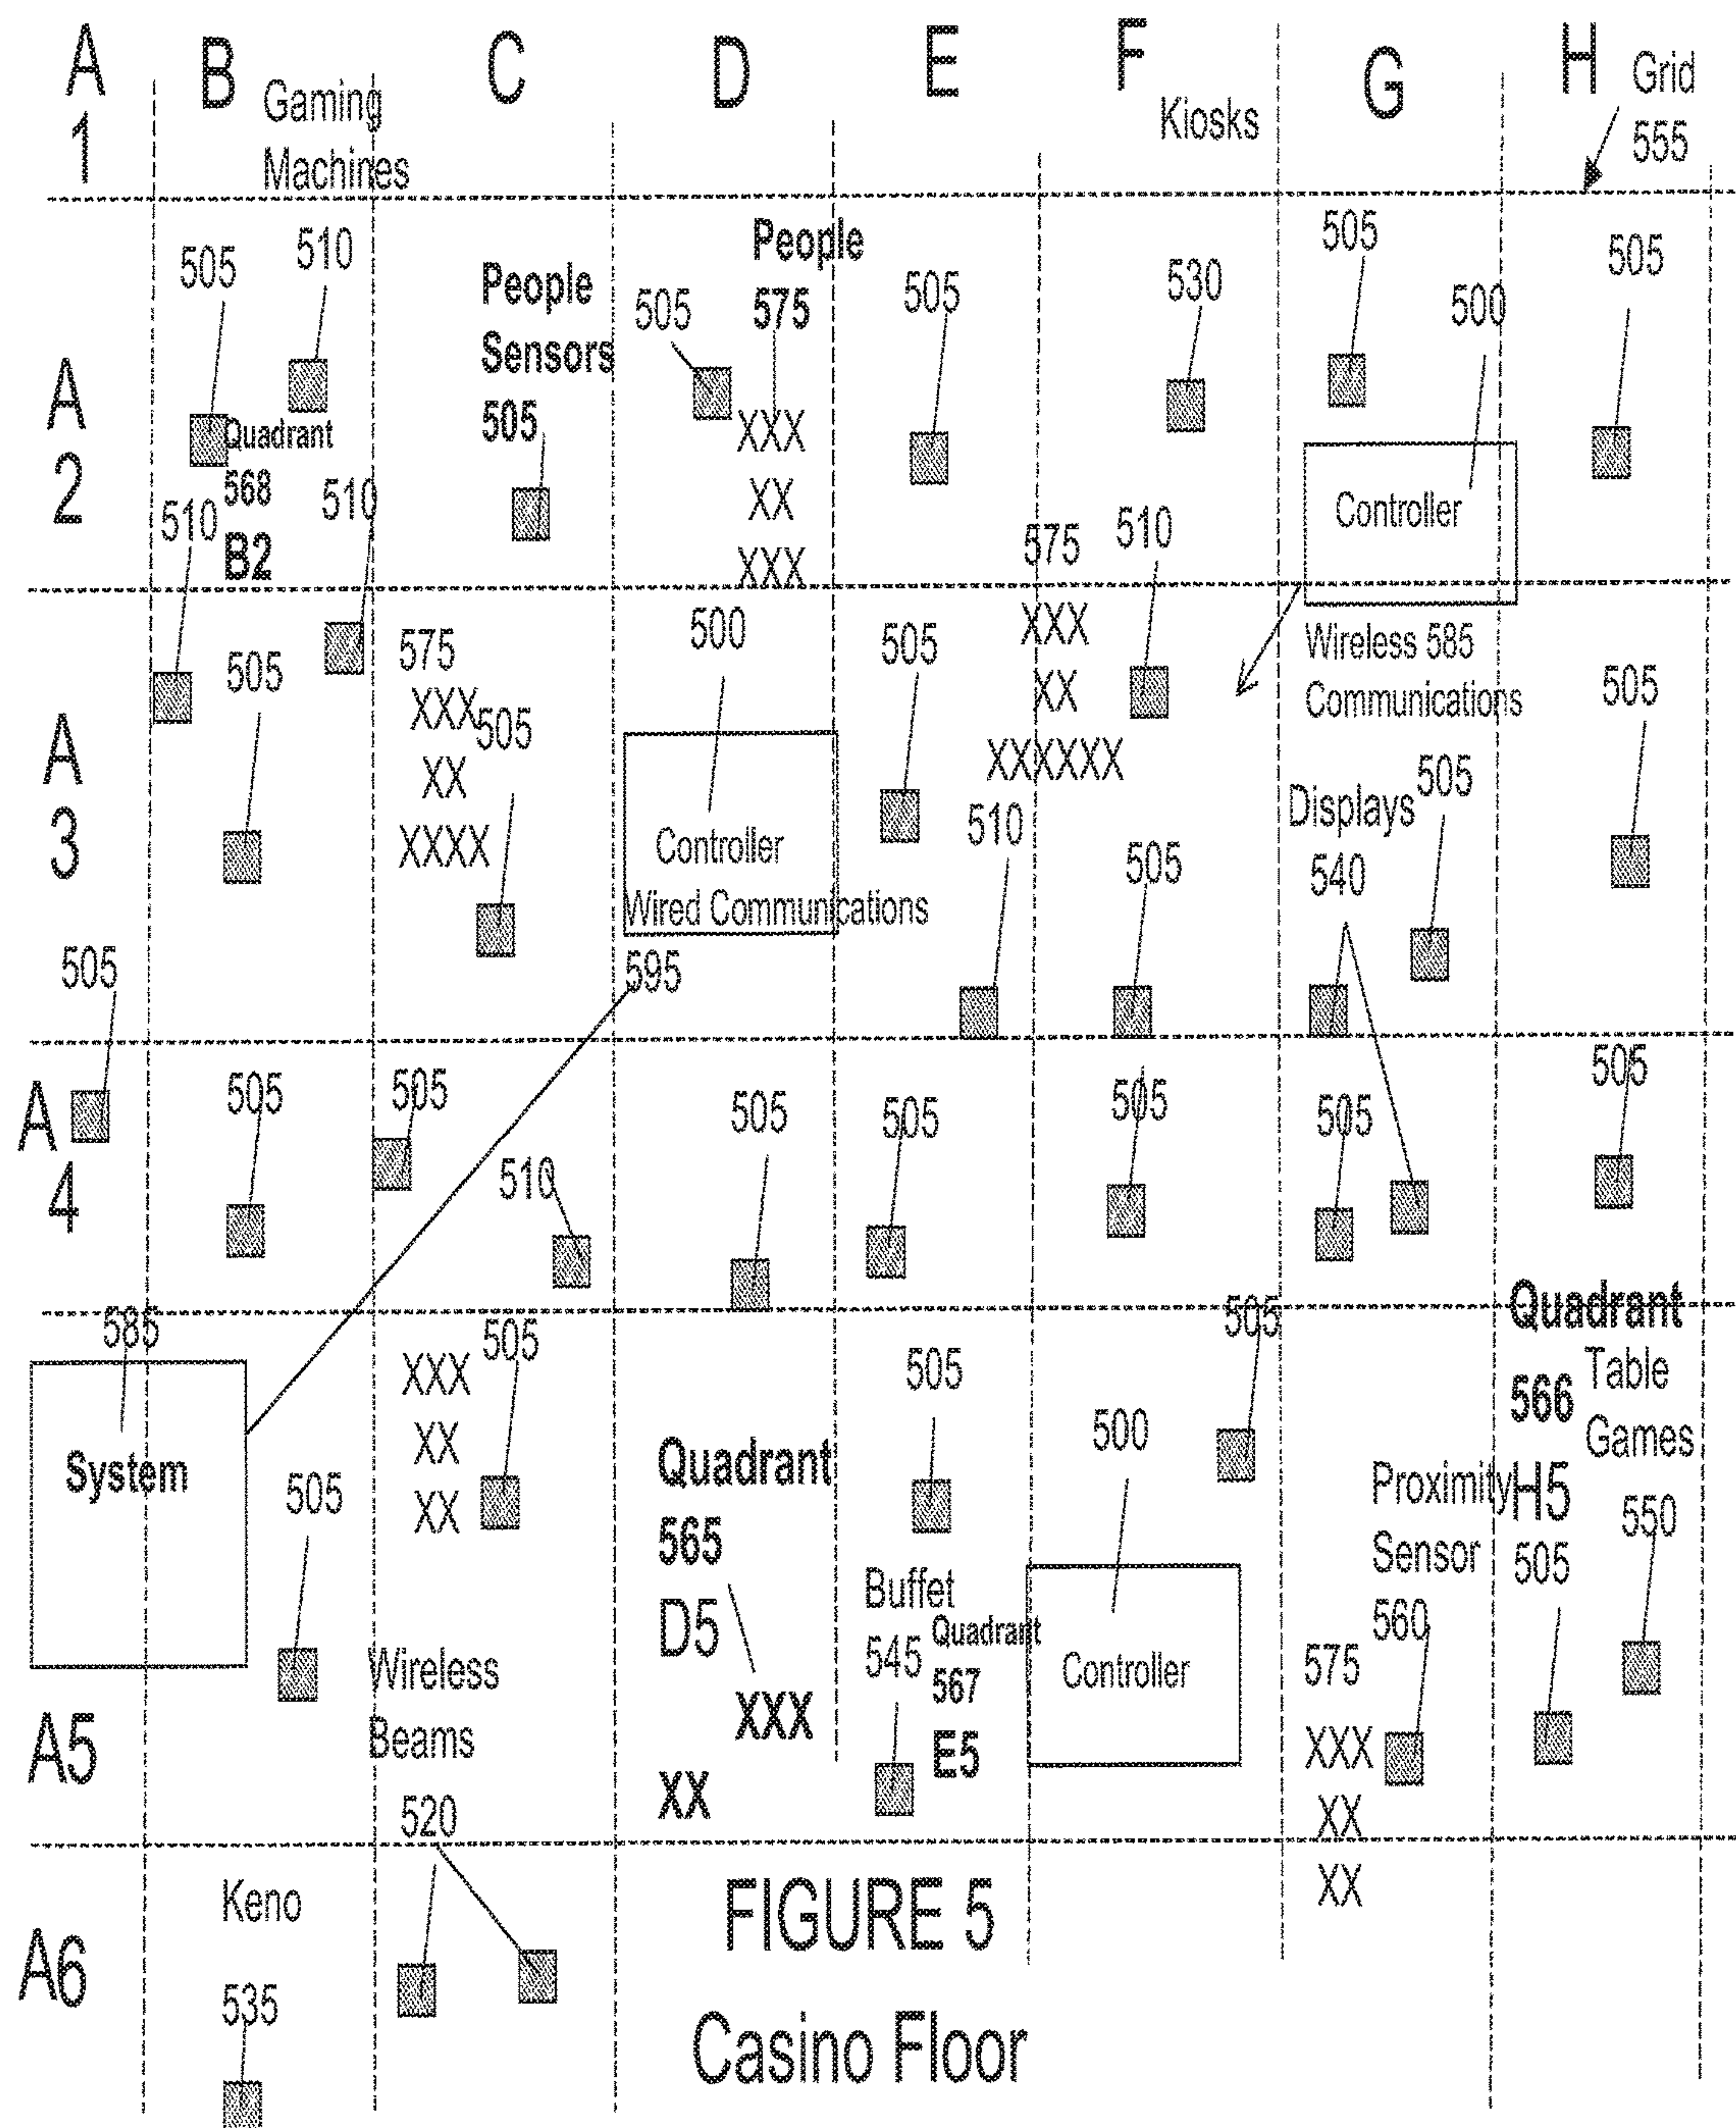 A B C D E F G H Grid
1 Gaming Kiosks 555
Machines
505 510 People 505 505
People 505 575 505 530 500
Sensors
505
A
2
Quadrant
568
B2
510 510
XXX
XX
XXX
575 510
Controller
575 500 505
XXX
XX
XXXXXX
Wireless 585
Communications
505
505
A
3
XXX
505
XX
XXXX
Controller
Wired Communications
595
510
505
Displays
540
505
505
A
4
505 505 505 505 505 505 505
510
585
System
505
XXX
XX
XX
505
Quadrant
565
D5
XXX
XX
505
Buffet
545
Quadrant
567
E5
505
500
Controller
Quadrant
566
H5
Table
Games
550
505
Proximity
Sensor
560
575
XXX
XX
XX
A5
Wireless
Beams
520
A6
Keno
535
FIGURE 5
Casino Floor